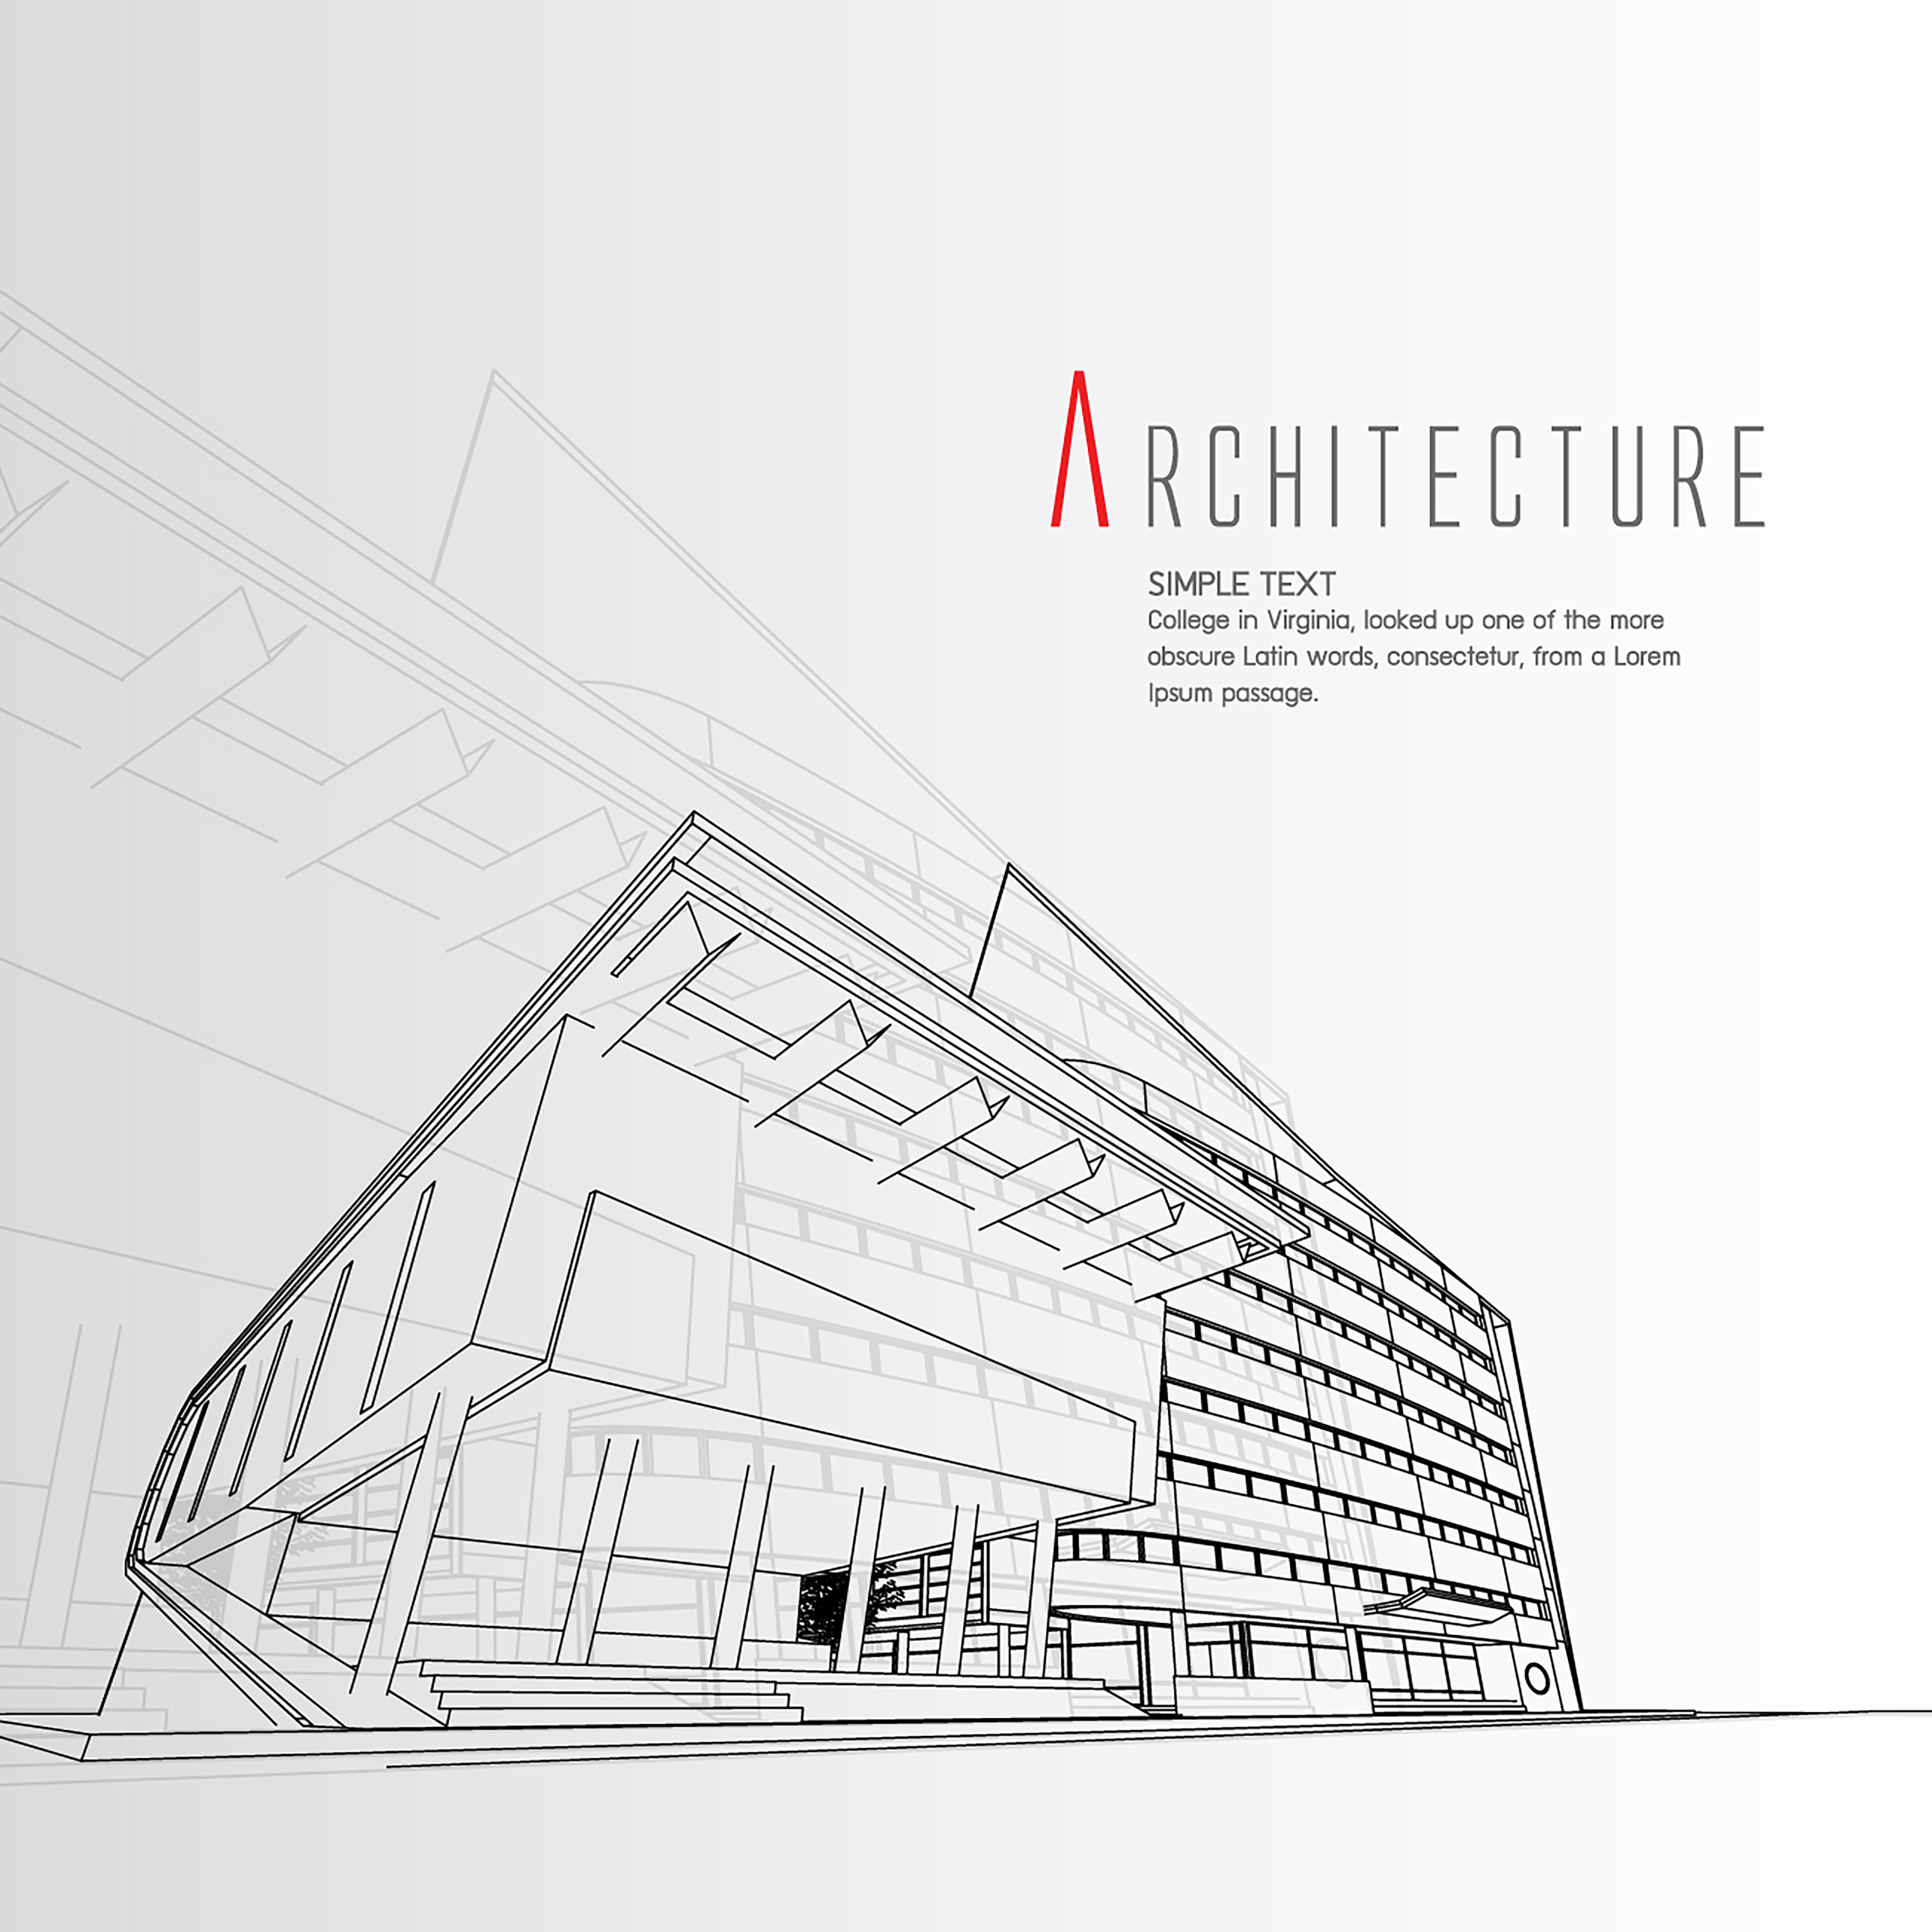 ARCHITECTURE
SIMPLE TEXT
College in Virginia, looked up one of the more
obscure Latin words, consectetur, from a Lorem
Ipsum passage.